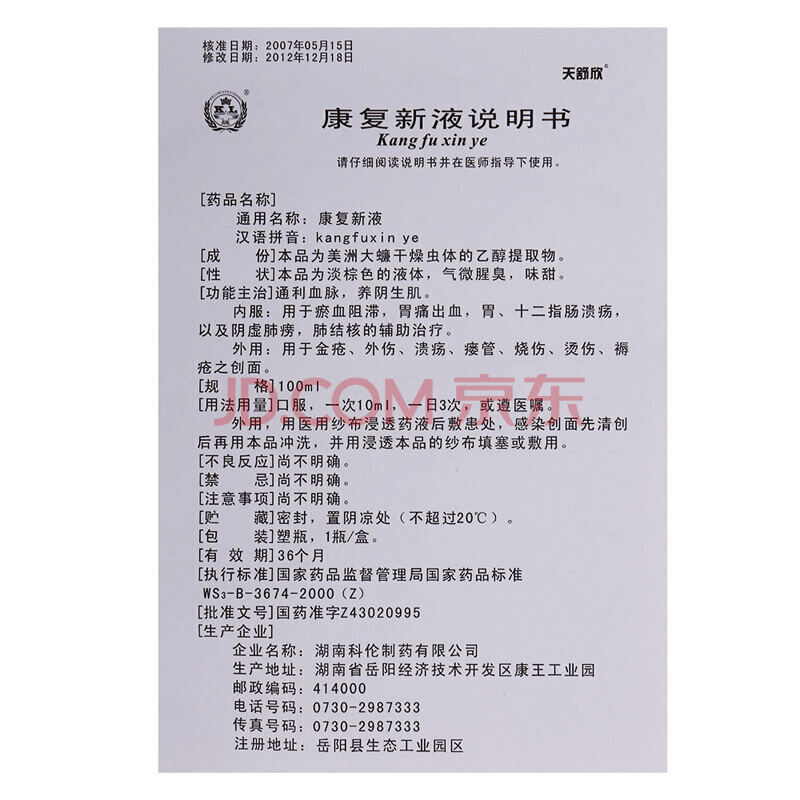 核准日期：2007年05月15日
修改日期：2012年12月18日
天舒欣®
KL®
康复新液说明书
Kang fu xin ye
请仔细阅读说明书并在医师指导下使用。
[药品名称]
通用名称：康复新液
汉语拼音：kangfuxin ye
[成 份]本品为美洲大蠊干燥虫体的乙醇提取物。
[性 状]本品为淡棕色的液体，气微腥臭，味甜。
[功能主治]通利血脉，养阴生肌。
内服：用于瘀血阻滞，胃痛出血，胃、十二指肠溃疡，
以及阴虚肺痨，肺结核的辅助治疗。
外用：用于金疮、外伤、溃疡、瘘管、烧伤、烫伤、褥
疮之创面。
[规 格]100ml
JD.COM 京东
[用法用量]口服，一次10ml，一日3次，或遵医嘱。
外用，用医用纱布浸透药液后敷患处，感染创面先清创
后再用本品冲洗，并用浸透本品的纱布填塞或敷用。
[不良反应]尚不明确。
[禁 忌]尚不明确。
[注意事项]尚不明确。
[贮 藏]密封，置阴凉处（不超过20℃）。
[包 装]塑瓶，1瓶/盒。
[有 效 期]36个月
[执行标准]国家药品监督管理局国家药品标准
WS₃-B-3674-2000（Z）
[批准文号]国药准字Z43020995
[生产企业]
企业名称：湖南科伦制药有限公司
生产地址：湖南省岳阳经济技术开发区康王工业园
邮政编码：414000
电话号码：0730-2987333
传真号码：0730-2987333
注册地址：岳阳县生态工业园区